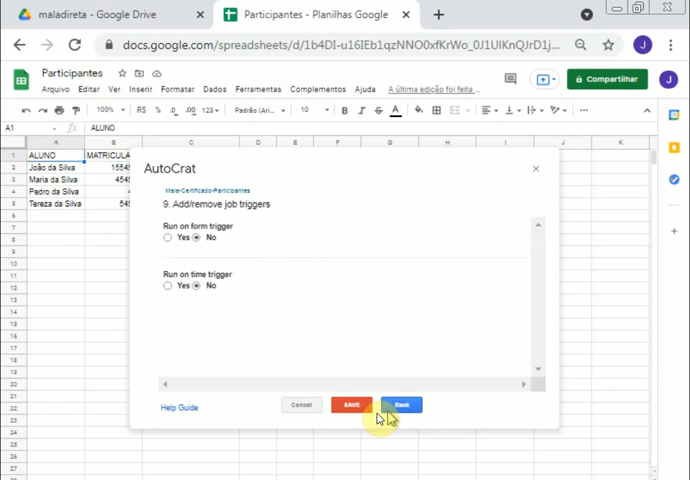 maladireta - Google Drive
Participantes - Planilhas Google
docs.google.com/spreadsheets/d/1b4DI-u16IEb1qzNNO0xfKrWo_0J1UlKnQJrD1j...
J
Participantes
Arquivo Editar Ver Inserir Formatar Dados Ferramentas Complementos Ajuda A última edição foi feita ...
Compartilhar
J
100% R$ % .0 .00 123 Padrão (Ari... 10 B I S A
A1 fx ALUNO
A B C D E F G H I J K
1 ALUNO MATRICULA
2 João da Silva
3 Maria da Silva
4 Pedro da Silva
5 Tereza da Silva
6
7
8
9
10
11
12
13
14
15
16
17
18
19
20
21
22
23
24
25
26
27
AutoCrat
Mala-Certificado-Participantes
9. Add/remove job triggers
Run on form trigger
Yes No
Run on time trigger
Yes No
Help Guide
Cancel SAVE Back